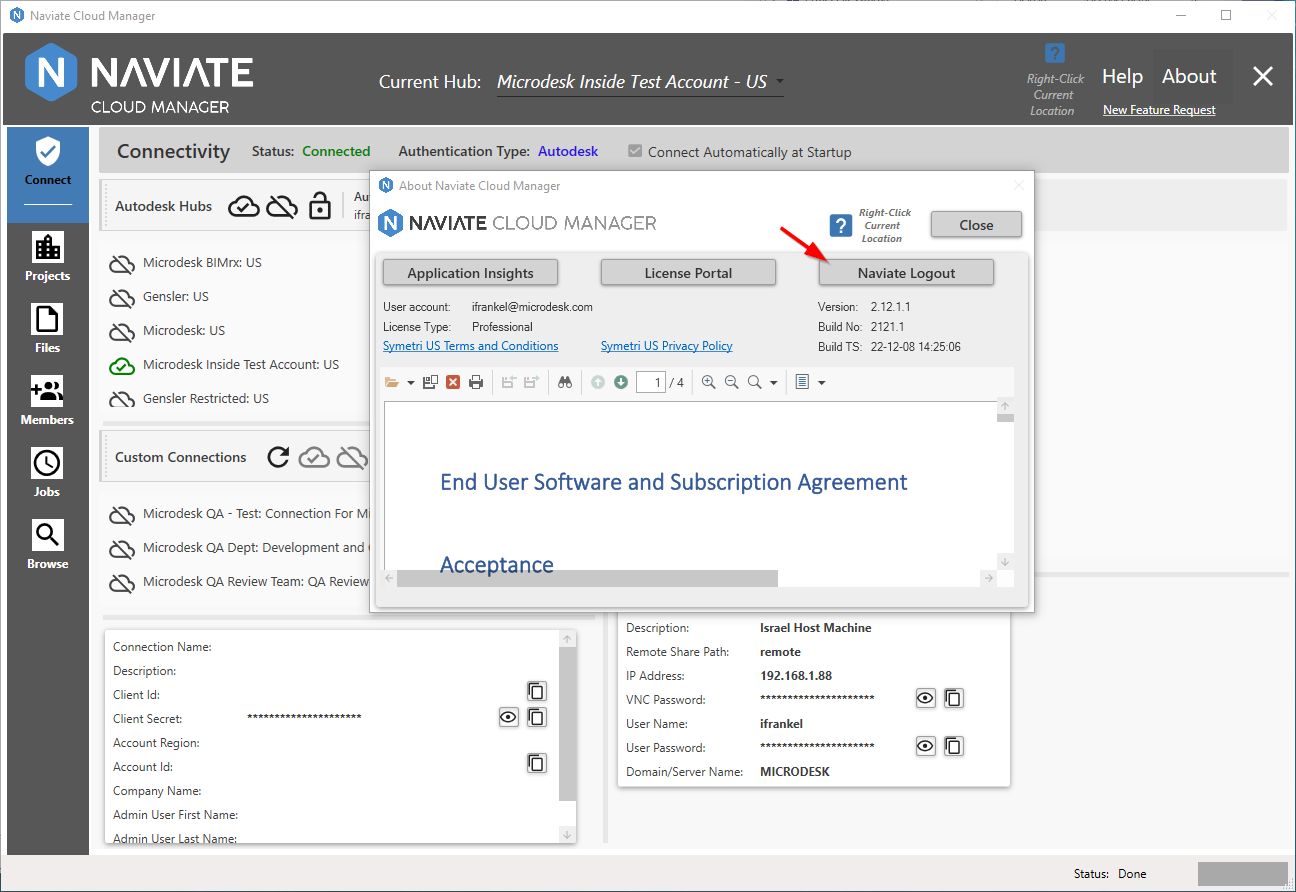 Naviate Cloud Manager
NAVIATE
CLOUD MANAGER
Current Hub: Microdesk Inside Test Account - US
?
Right-Click
Current
Location
Help About
New Feature Request
Connect
Projects
Files
Members
Jobs
Browse
Connectivity Status: Connected Authentication Type: Autodesk Connect Automatically at Startup
Autodesk Hubs
Microdesk BIMrx: US
Gensler: US
Microdesk: US
Microdesk Inside Test Account: US
Gensler Restricted: US
Custom Connections
Microdesk QA - Test: Connection For Mi
Microdesk QA Dept: Development and
Microdesk QA Review Team: QA Review
Connection Name:
Description:
Client Id:
Client Secret: *********************
Account Region:
Account Id:
Company Name:
Admin User First Name:
Admin User Last Name:
About Naviate Cloud Manager
N NAVIATE CLOUD MANAGER
?
Right-Click
Current
Location
Close
Application Insights License Portal Naviate Logout
User account: ifrankel@microdesk.com Version: 2.12.1.1
License Type: Professional Build No: 2121.1
Symetri US Terms and Conditions Symetri US Privacy Policy Build TS: 22-12-08 14:25:06
1 / 4
End User Software and Subscription Agreement
Acceptance
Description: Israel Host Machine
Remote Share Path: remote
IP Address: 192.168.1.88
VNC Password: *********************
User Name: ifrankel
User Password: *********************
Domain/Server Name: MICRODESK
Status: Done